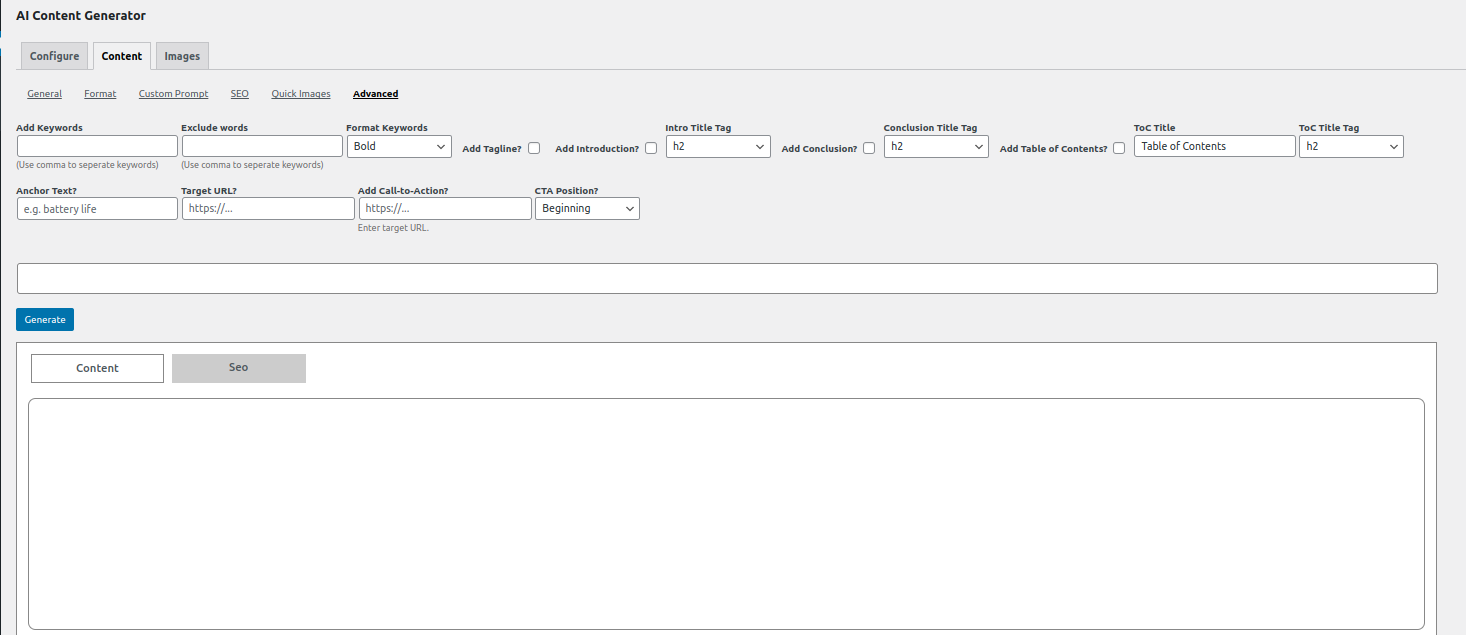 AI Content Generator
Configure Content Images
General Format Custom Prompt SEO Quick Images Advanced
Add Keywords Exclude words Format Keywords Intro Title Tag Conclusion Title Tag ToC Title ToC Title Tag
Bold Add Tagline? Add Introduction? h2 Add Conclusion? h2 Add Table of Contents? Table of Contents h2
(Use comma to seperate keywords) (Use comma to seperate keywords)
Anchor Text? Target URL? Add Call-to-Action? CTA Position?
e.g. battery life https://... https://... Beginning
Enter target URL.
Generate
Content Seo